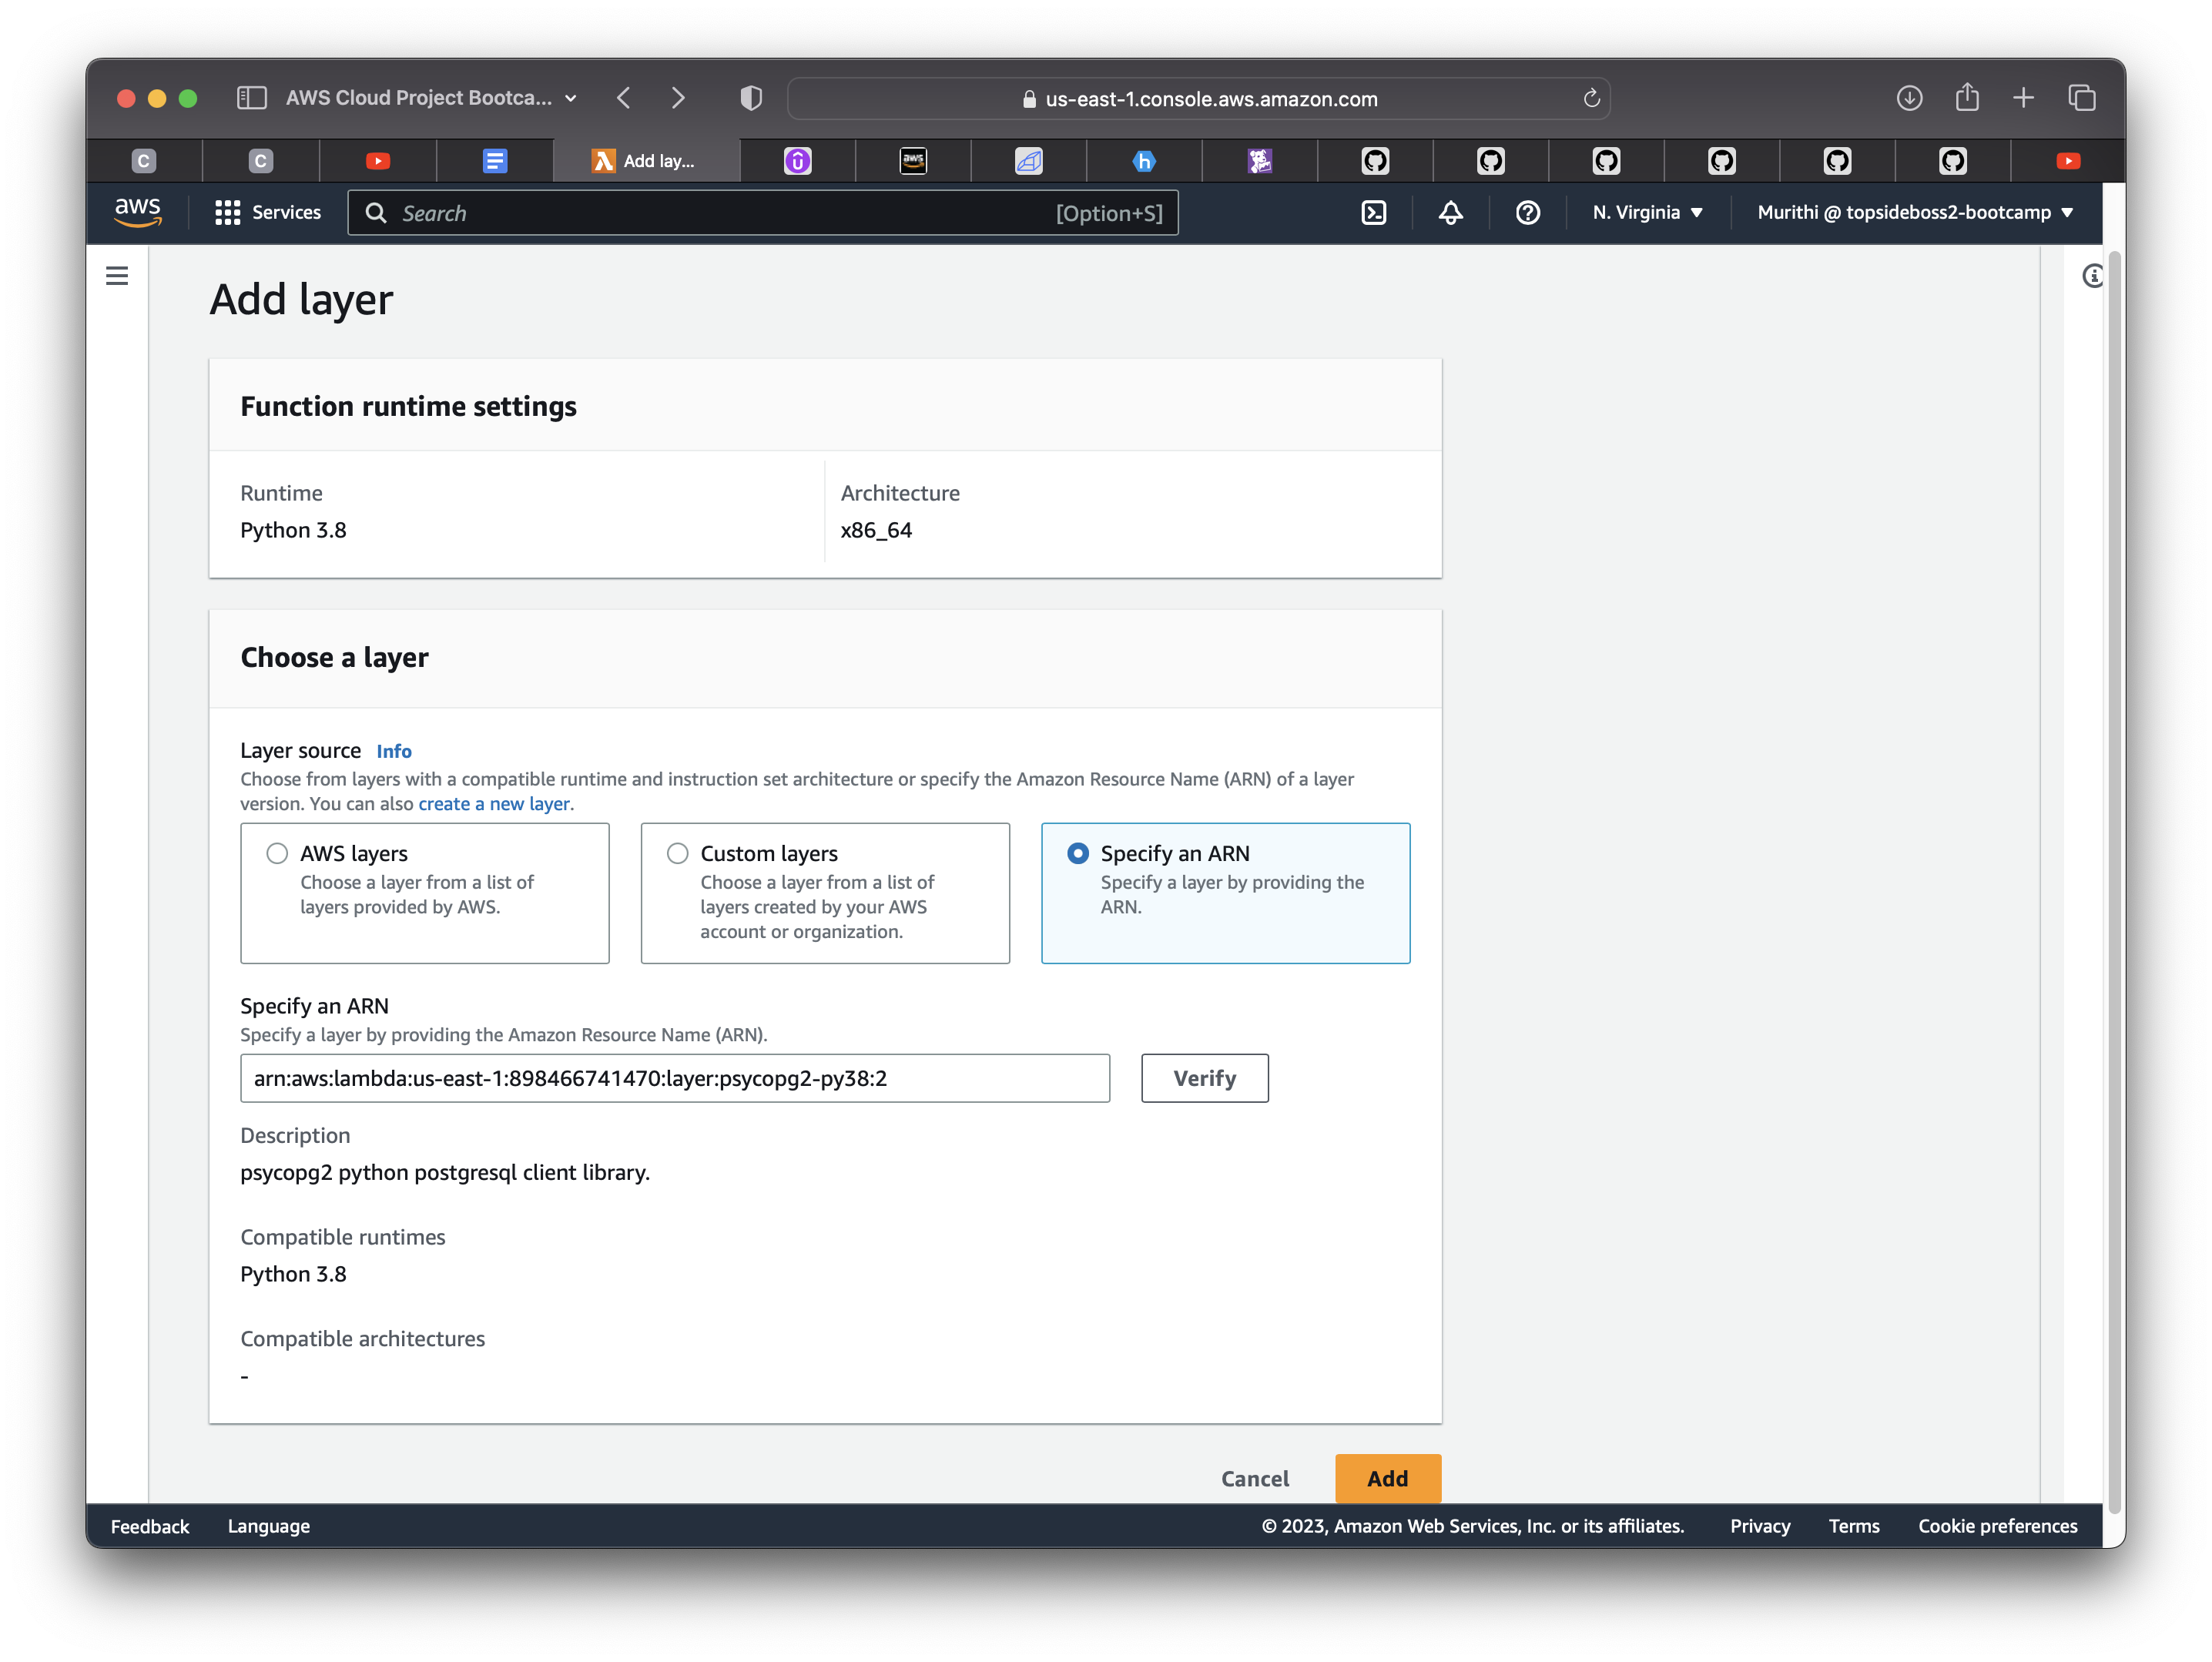 AWS Cloud Project Bootca...
us-east-1.console.aws.amazon.com
C
C
Add lay...
û
aws
h
aws
Services
Search
[Option+S]
N. Virginia
Murithi @ topsideboss2-bootcamp
Add layer
Function runtime settings
Runtime
Python 3.8
Architecture
x86_64
Choose a layer
Layer source Info
Choose from layers with a compatible runtime and instruction set architecture or specify the Amazon Resource Name (ARN) of a layer
version. You can also create a new layer.
AWS layers
Choose a layer from a list of
layers provided by AWS.
Custom layers
Choose a layer from a list of
layers created by your AWS
account or organization.
Specify an ARN
Specify a layer by providing the
ARN.
Specify an ARN
Specify a layer by providing the Amazon Resource Name (ARN).
arn:aws:lambda:us-east-1:898466741470:layer:psycopg2-py38:2
Verify
Description
psycopg2 python postgresql client library.
Compatible runtimes
Python 3.8
Compatible architectures
-
Cancel
Add
Feedback
Language
© 2023, Amazon Web Services, Inc. or its affiliates.
Privacy
Terms
Cookie preferences